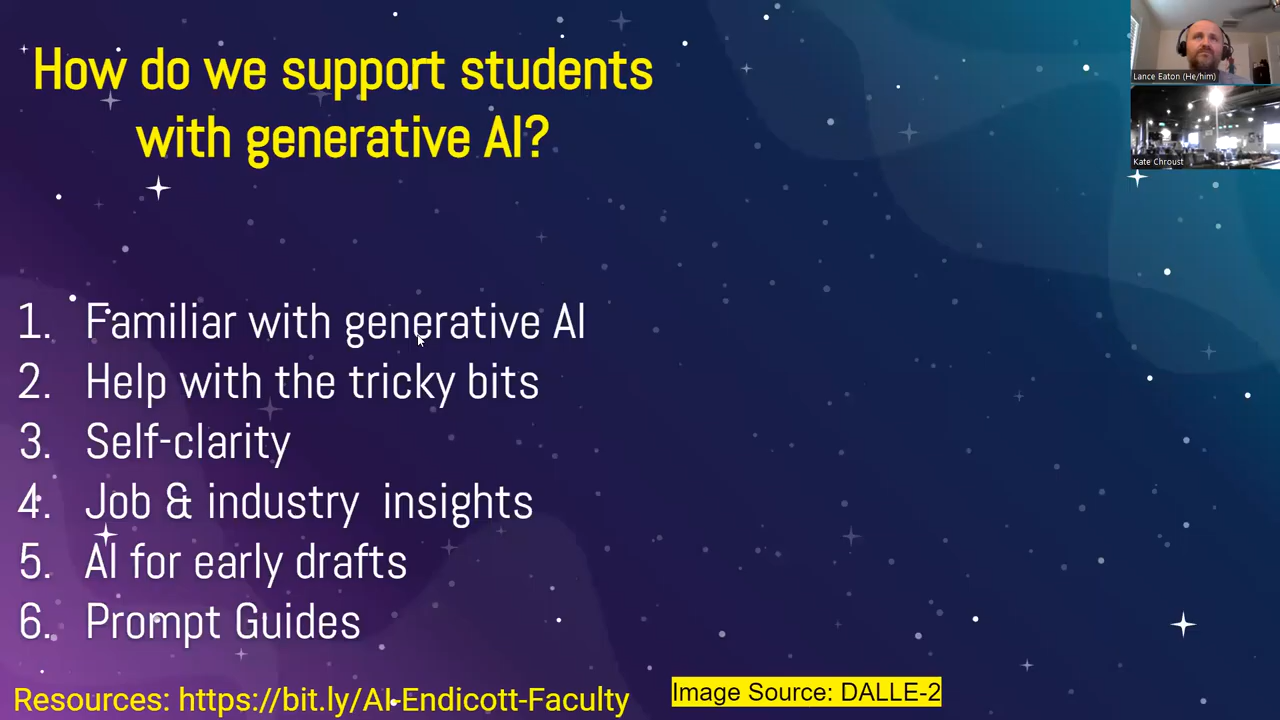 How do we support students
with generative AI?
1. Familiar with generative AI
2. Help with the tricky bits
3. Self-clarity
4. Job & industry  insights
5. AI for early drafts
6. Prompt Guides
Resources: https://bit.ly/AI-Endicott-Faculty
Image Source: DALLE-2
Lance Eaton (He/him)
Kate Chroust